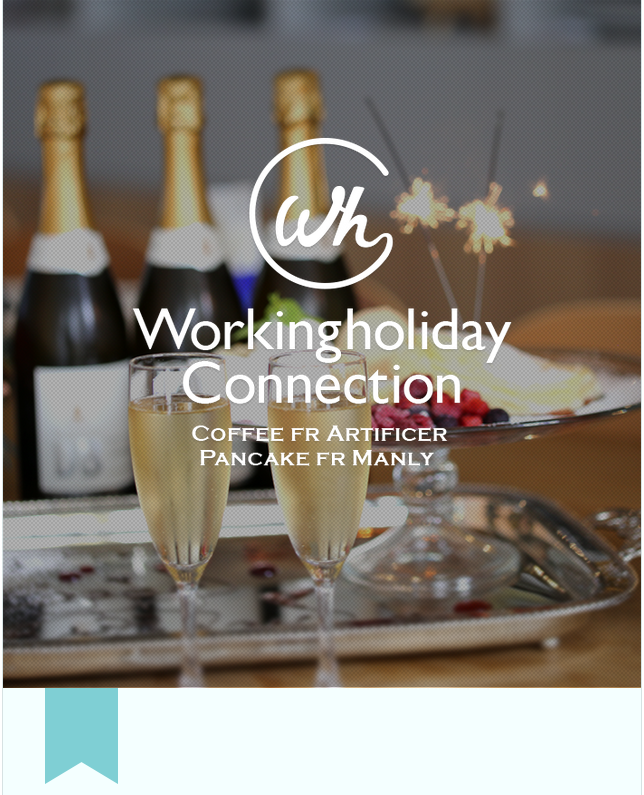 Wh
Workingholiday
Connection
COFFEE FR ARTIFICER
PANCAKE FR MANLY